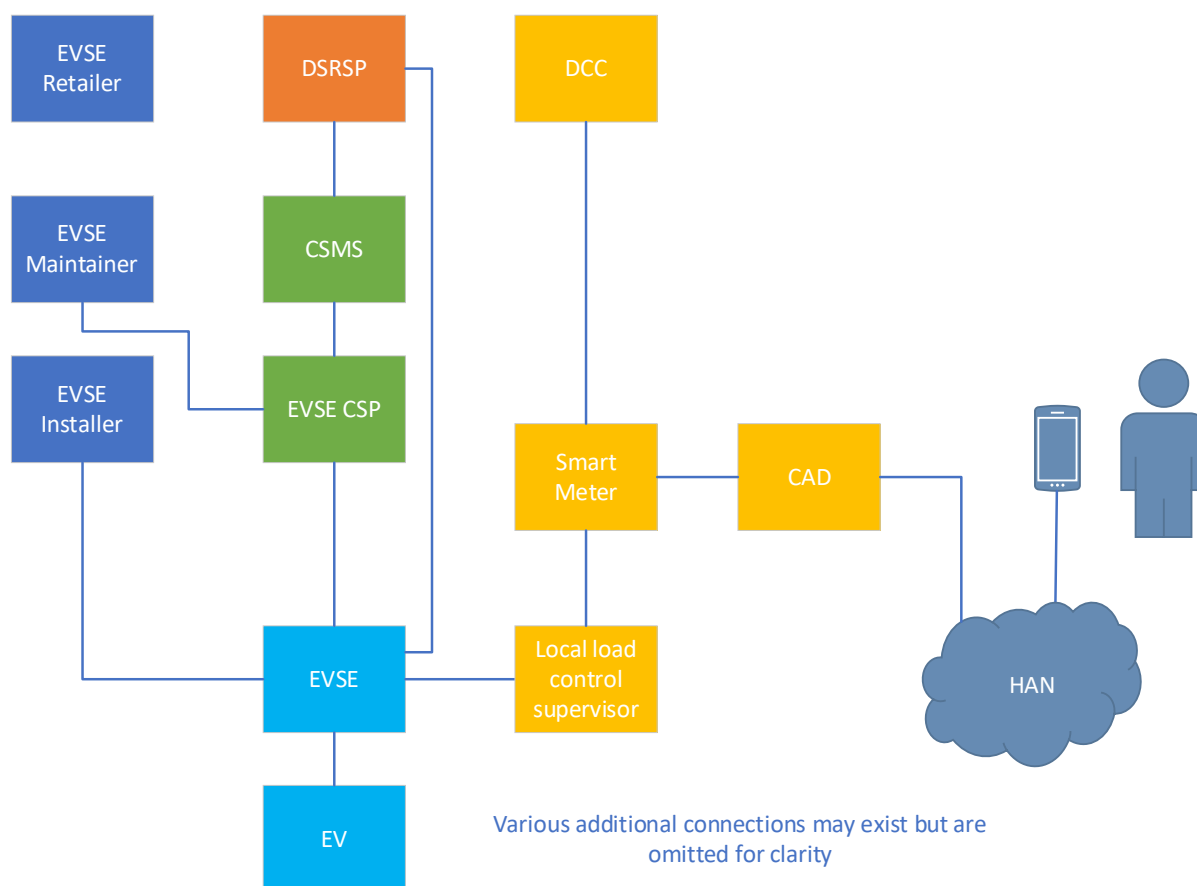 EVSE
Retailer
DSRSP
DCC
EVSE
Maintainer
CSMS
EVSE
Installer
EVSE CSP
Smart
Meter
CAD
EVSE
Local load
control
supervisor
HAN
EV
Various additional connections may exist but are
omitted for clarity